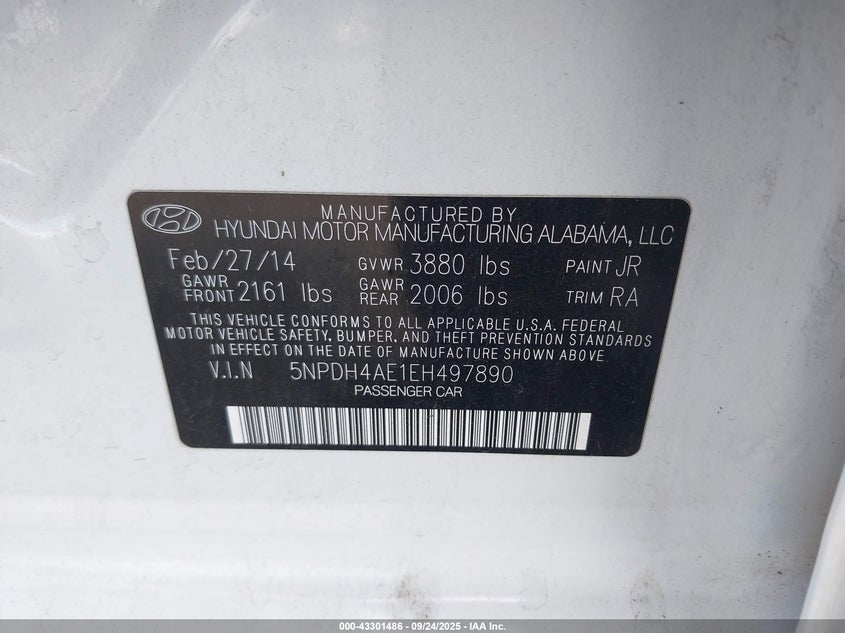 MANUFACTURED BY
HYUNDAI MOTOR MANUFACTURING ALABAMA, LLC
Feb/27/14 GVWR 3880 lbs PAINT JR
GAWR FRONT 2161 lbs GAWR REAR 2006 lbs TRIM RA
THIS VEHICLE CONFORMS TO ALL APPLICABLE U.S.A. FEDERAL
MOTOR VEHICLE SAFETY, BUMPER, AND THEFT PREVENTION STANDARDS
IN EFFECT ON THE DATE OF MANUFACTURE SHOWN ABOVE.
V.I.N 5NPDH4AE1EH497890
PASSENGER CAR
000-43301486 - 09/24/2025 - IAA Inc.